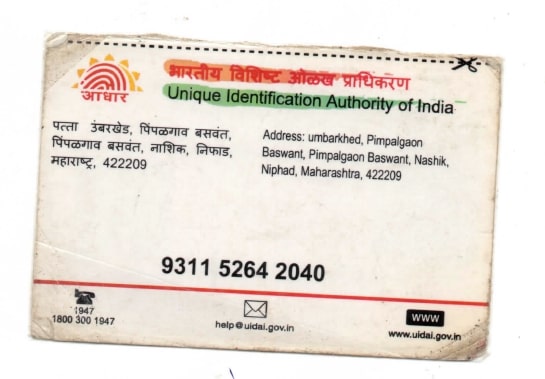 भारतीय विशिष्ट ओळख प्राधिकरण
Unique Identification Authority of India
आधार
पत्ता उंबरखेड, पिंपळगाव बसवंत,
पिंपळगाव बसवंत, नाशिक, निफाड,
महाराष्ट्र, 422209
Address: umbarkhed, Pimpalgaon
Baswant, Pimpalgaon Baswant, Nashik,
Niphad, Maharashtra, 422209
9311 5264 2040
1947
1800 300 1947
help@uidai.gov.in
WWW
www.uidai.gov.in